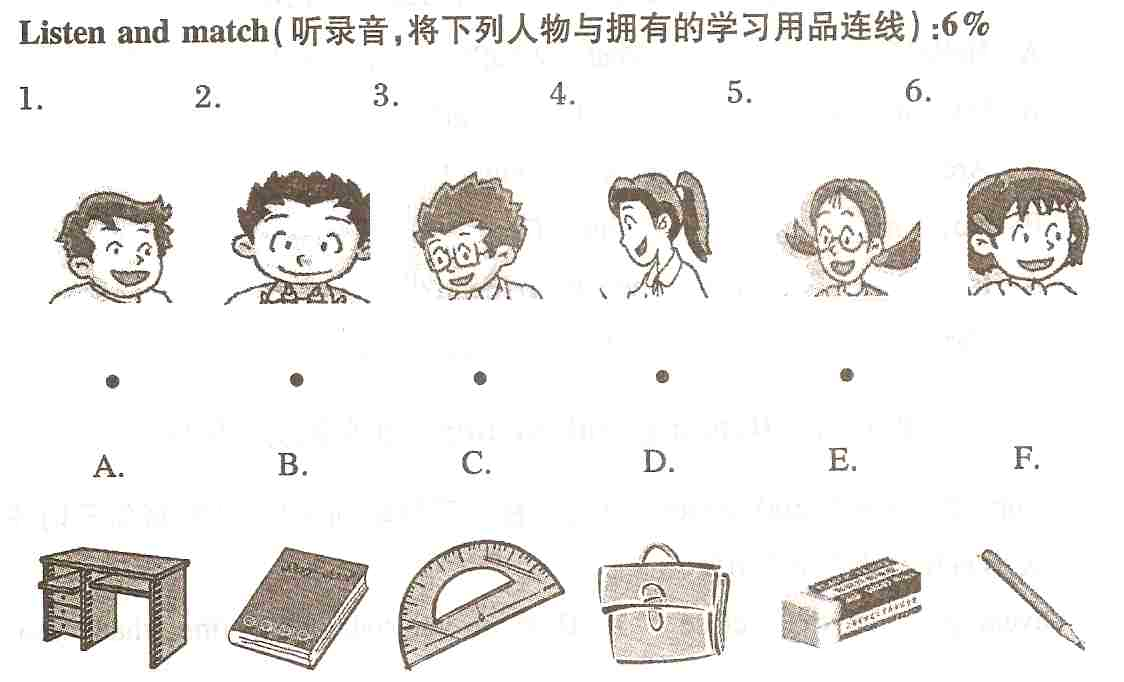 Listen and match(听录音,将下列人物与拥有的学习用品连线):6%
1. 2. 3. 4. 5. 6.
A. B. C. D. E. F.